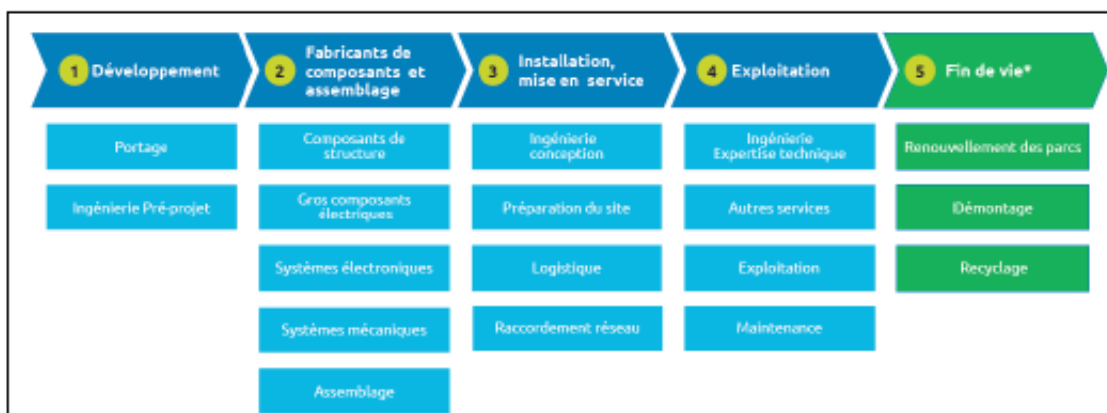 1 Développement
2 Fabricants de
composants et
assemblage
3 Installation,
mise en service
4 Exploitation
5 Fin de vie*
Portage
Ingénierie Pré-projet
Composants de
structure
Gros composants
électriques
Systèmes électroniques
Systèmes mécaniques
Assemblage
Ingénierie
conception
Préparation du site
Logistique
Raccordement réseau
Ingénierie
Expertise technique
Autres services
Exploitation
Maintenance
Renouvellement des parcs
Démontage
Recyclage